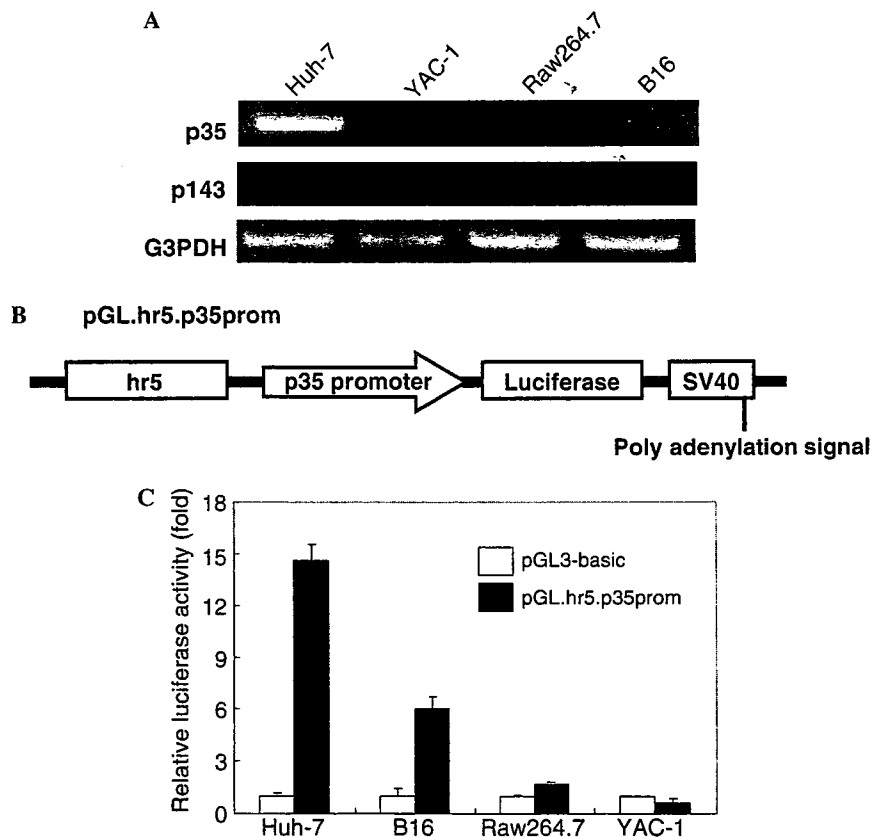 A
Huh-7 YAC-1 Raw264.7 B16
p35
p143
G3PDH
B pGL.hr5.p35prom
hr5 p35 promoter Luciferase SV40
Poly adenylation signal
C
Relative luciferase activity (fold)
18
15
12
9
6
3
0
pGL3-basic
pGL.hr5.p35prom
Huh-7 B16 Raw264.7 YAC-1